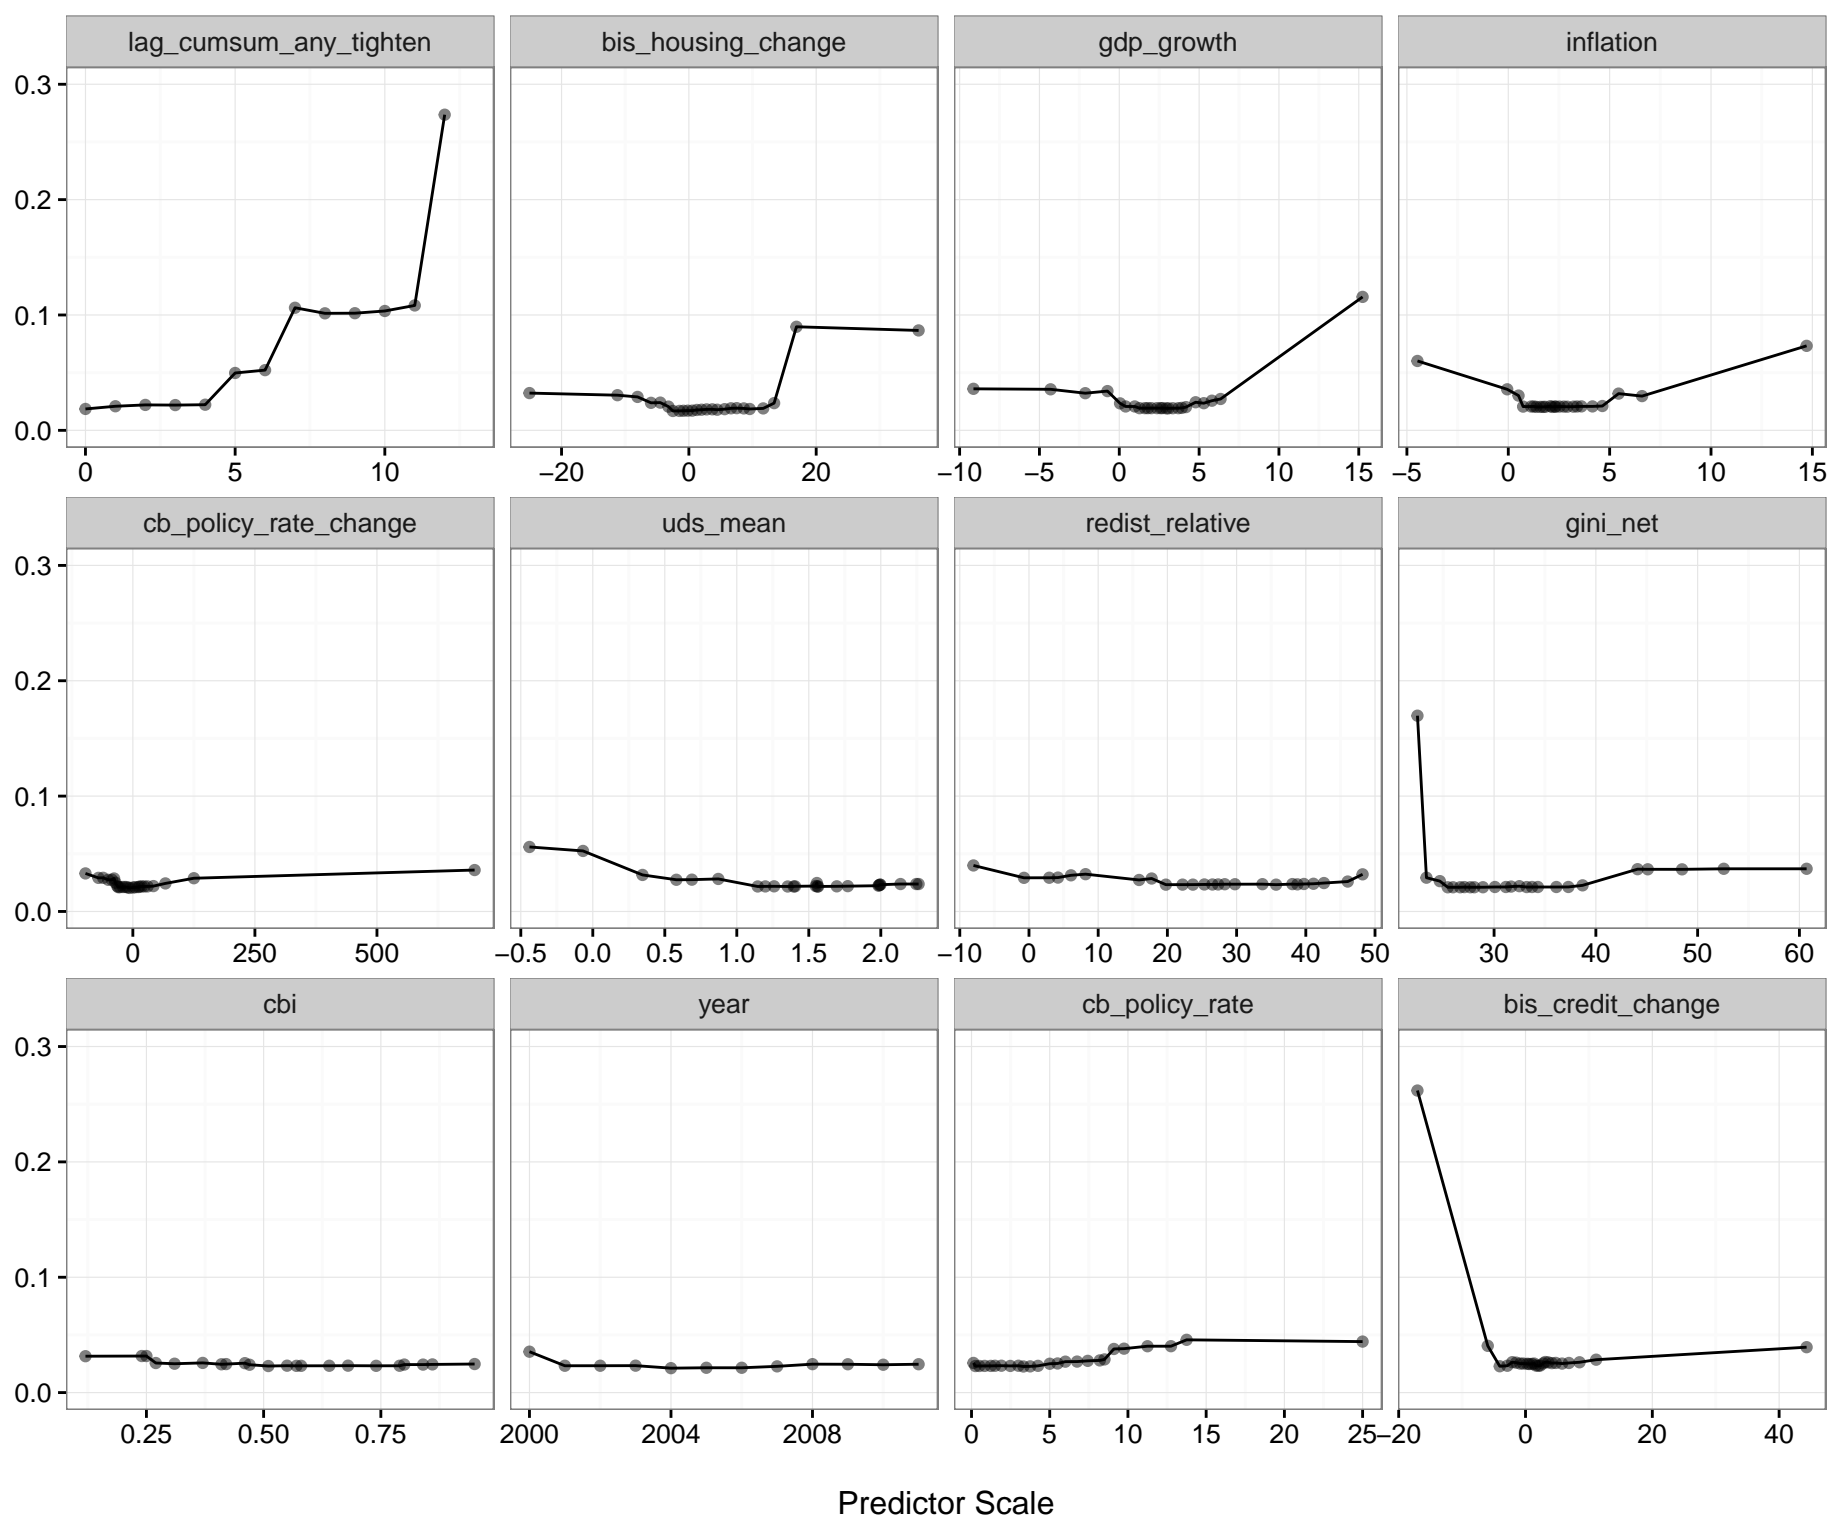 lag_cumsum_any_tighten bis_housing_change gdp_growth inflation
0.3
0.2
0.1
0.0
0 5 10 −20 0 20 −10 −5 0 5 10 15 −5 0 5 10 15
cb_policy_rate_change uds_mean redist_relative gini_net
0.3
0.2
0.1
0.0
0 250 500 −0.5 0.0 0.5 1.0 1.5 2.0 −10 0 10 20 30 40 50 30 40 50 60
cbi year cb_policy_rate bis_credit_change
0.3
0.2
0.1
0.0
0.25 0.50 0.75 2000 2004 2008 0 5 10 15 20 25 −20 0 20 40
Predictor Scale